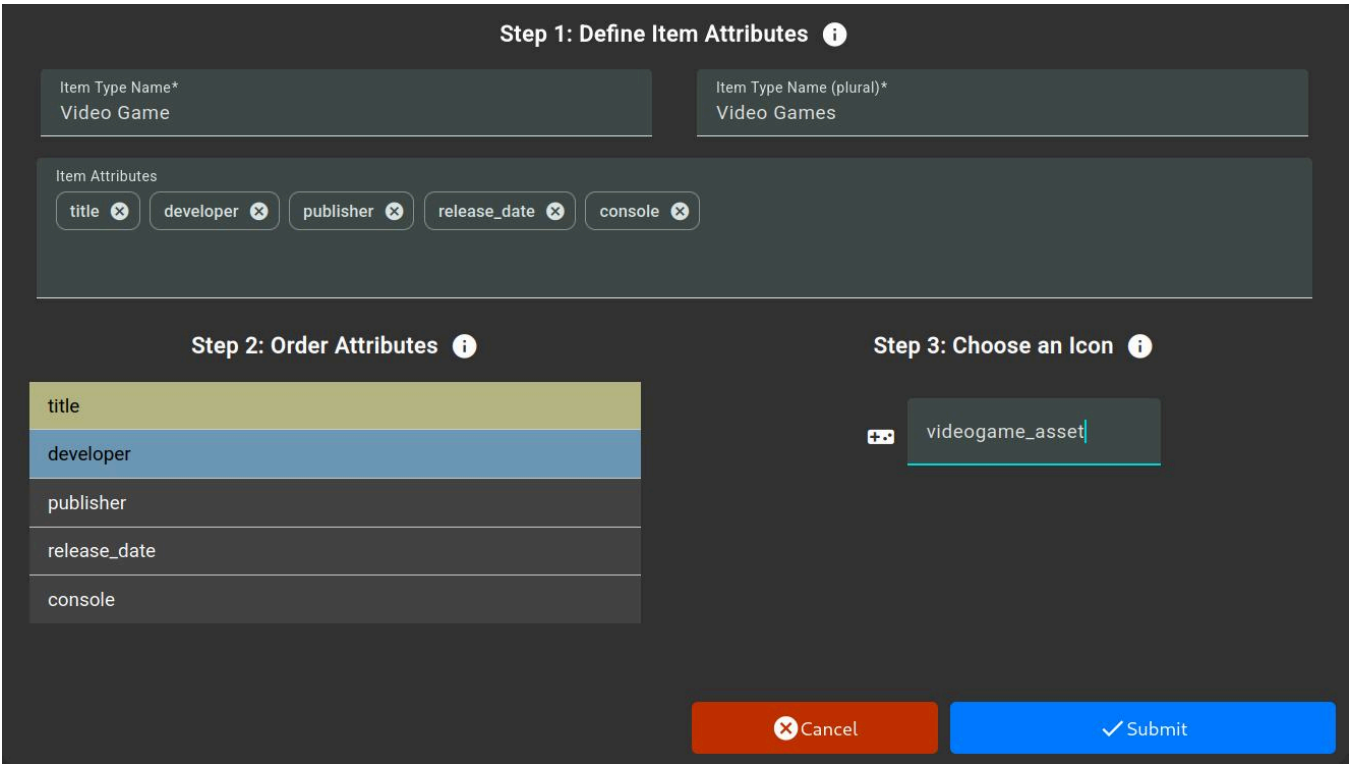 Step 1: Define Item Attributes
Item Type Name*
Video Game
Item Type Name (plural)*
Video Games
Item Attributes
title developer publisher release_date console
Step 2: Order Attributes
title
developer
publisher
release_date
console
Step 3: Choose an Icon
videogame_asset
Cancel
Submit